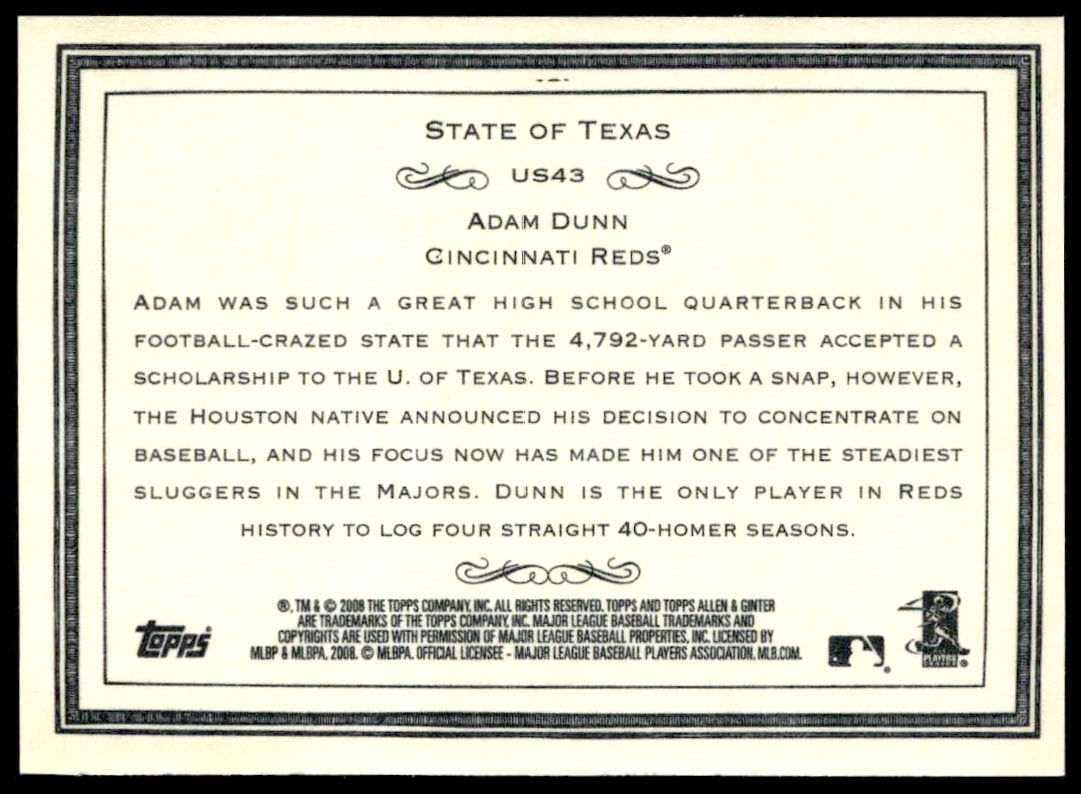 STATE OF TEXAS
US43
ADAM DUNN
CINCINNATI REDS®
ADAM WAS SUCH A GREAT HIGH SCHOOL QUARTERBACK IN HIS
FOOTBALL-CRAZED STATE THAT THE 4,792-YARD PASSER ACCEPTED A
SCHOLARSHIP TO THE U. OF TEXAS. BEFORE HE TOOK A SNAP, HOWEVER,
THE HOUSTON NATIVE ANNOUNCED HIS DECISION TO CONCENTRATE ON
BASEBALL, AND HIS FOCUS NOW HAS MADE HIM ONE OF THE STEADIEST
SLUGGERS IN THE MAJORS. DUNN IS THE ONLY PLAYER IN REDS
HISTORY TO LOG FOUR STRAIGHT 40-HOMER SEASONS.
®, TM & © 2008 THE TOPPS COMPANY, INC. ALL RIGHTS RESERVED. TOPPS AND TOPPS ALLEN & GINTER
ARE TRADEMARKS OF THE TOPPS COMPANY, INC. MAJOR LEAGUE BASEBALL TRADEMARKS AND
COPYRIGHTS ARE USED WITH PERMISSION OF MAJOR LEAGUE BASEBALL PROPERTIES, INC. LICENSED BY
MLBP & MLBPA, 2008. © MLBPA. OFFICIAL LICENSEE - MAJOR LEAGUE BASEBALL PLAYERS ASSOCIATION. MLB.COM.
Topps
PLAYERS